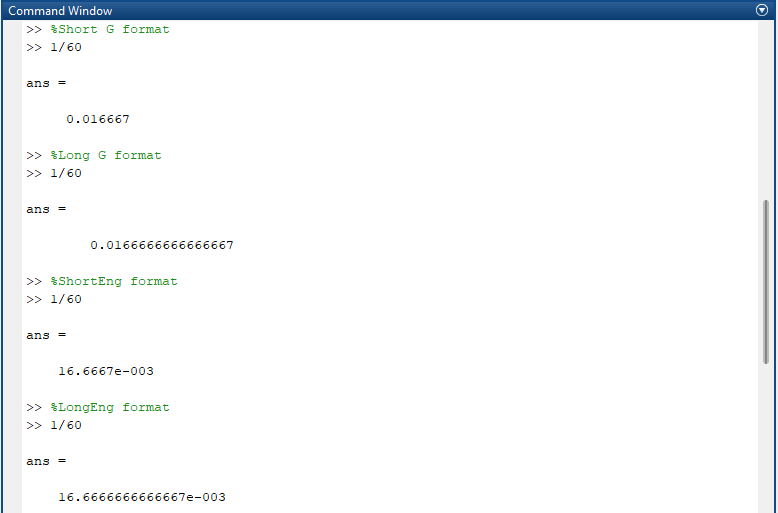 Command Window
>> %Short G format
>> 1/60
ans =
0.016667
>> %Long G format
>> 1/60
ans =
0.0166666666666667
>> %ShortEng format
>> 1/60
ans =
16.6667e-003
>> %LongEng format
>> 1/60
ans =
16.6666666666667e-003